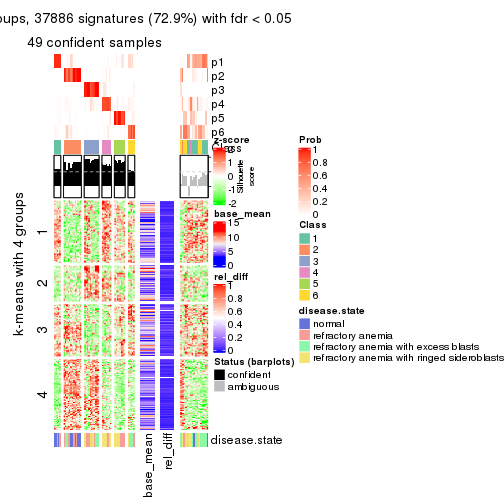 oups, 37886 signatures (72.9%) with fdr < 0.05
49 confident samples
p1
p2
p3
p4
p5
p6
Class
z-score
2
1
0
-1
-2
Silhouette
score
base_mean
15
10
5
0
rel_diff
1
0.8
0.6
0.4
0.2
0
Status (barplots)
confident
ambiguous
Prob
1
0.8
0.6
0.4
0.2
0
Class
1
2
3
4
5
6
disease.state
normal
refractory anemia
refractory anemia with excess blasts
refractory anemia with ringed sideroblasts
k-means with 4 groups
1
2
3
4
disease.state
base_mean
rel_diff